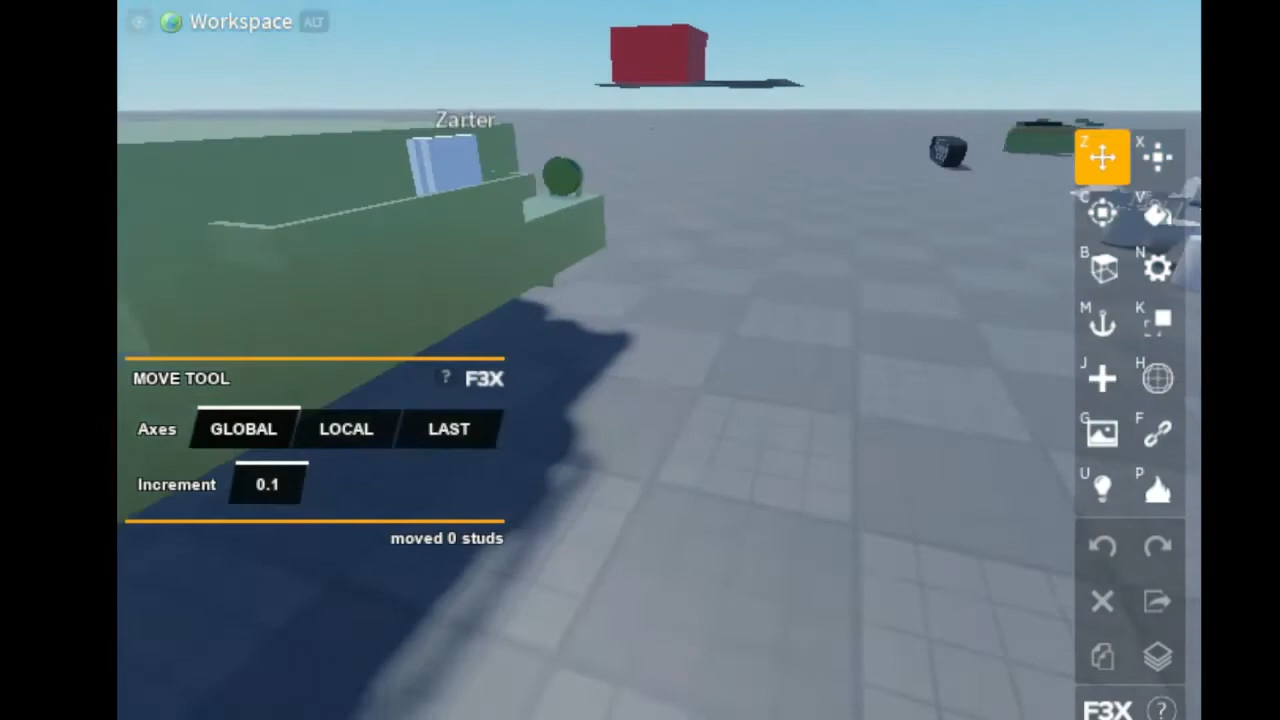 Workspace ALT
Zarter
Z X
C V
B N
M K
J H
G F
U P
MOVE TOOL ? F3X
Axes GLOBAL LOCAL LAST
Increment 0.1
moved 0 studs
F3X ?